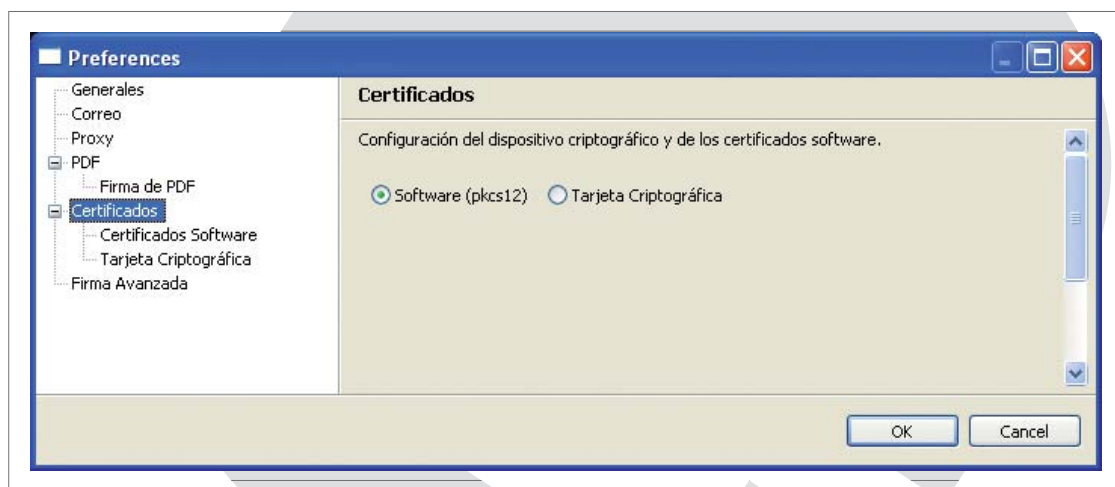 Preferences
Generales
Correo
Proxy
PDF
Firma de PDF
Certificados
Certificados Software
Tarjeta Criptográfica
Firma Avanzada
Certificados
Configuración del dispositivo criptográfico y de los certificados software.
Software (pkcs12) Tarjeta Criptográfica
OK Cancel